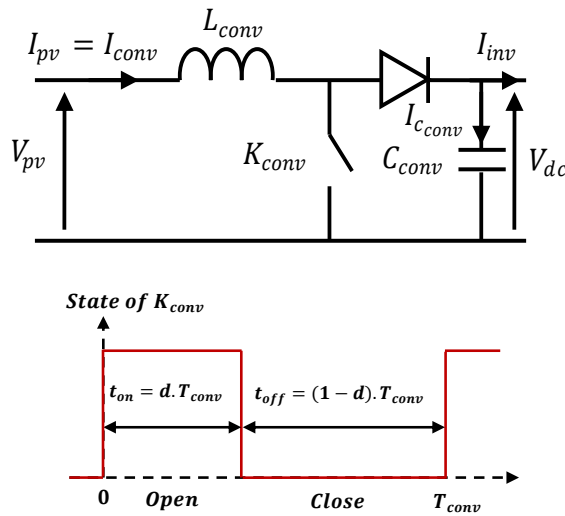 L_conv
I_pv = I_conv
I_inv
I_c_conv
V_pv
K_conv
C_conv
V_dc
State of K_conv
t_on = d. T_conv
t_off = (1 − d). T_conv
0
Open
Close
T_conv